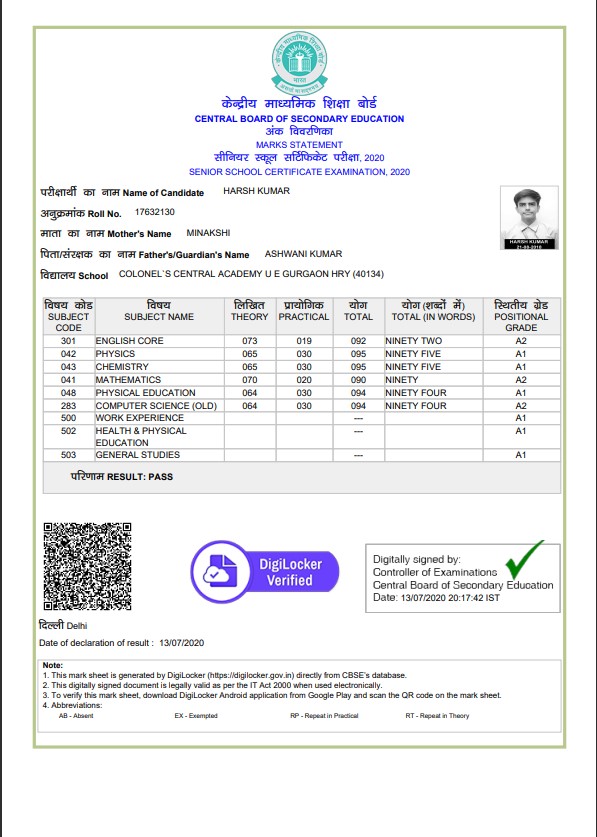 केन्द्रीय माध्यमिक शिक्षा बोर्ड
भारत
असतो मा सद्गमय
केन्द्रीय माध्यमिक शिक्षा बोर्ड
CENTRAL BOARD OF SECONDARY EDUCATION
अंक विवरणिका
MARKS STATEMENT
सीनियर स्कूल सर्टिफिकेट परीक्षा, 2020
SENIOR SCHOOL CERTIFICATE EXAMINATION, 2020
परीक्षार्थी का नाम Name of Candidate HARSH KUMAR
अनुक्रमांक Roll No. 17632130
माता का नाम Mother's Name MINAKSHI
पिता/संरक्षक का नाम Father's/Guardian's Name ASHWANI KUMAR
विद्यालय School COLONEL`S CENTRAL ACADEMY U E GURGAON HRY (40134)
HARSH KUMAR
21-08-2018
विषय कोड विषय लिखित प्रायोगिक योग योग (शब्दों में) स्थितीय ग्रेड
SUBJECT CODE SUBJECT NAME THEORY PRACTICAL TOTAL TOTAL (IN WORDS) POSITIONAL GRADE
301 ENGLISH CORE 073 019 092 NINETY TWO A2
042 PHYSICS 065 030 095 NINETY FIVE A1
043 CHEMISTRY 065 030 095 NINETY FIVE A1
041 MATHEMATICS 070 020 090 NINETY A2
048 PHYSICAL EDUCATION 064 030 094 NINETY FOUR A1
283 COMPUTER SCIENCE (OLD) 064 030 094 NINETY FOUR A2
500 WORK EXPERIENCE --- A1
502 HEALTH & PHYSICAL EDUCATION --- A1
503 GENERAL STUDIES --- A1
परिणाम RESULT: PASS
DigiLocker
Verified
Digitally signed by:
Controller of Examinations
Central Board of Secondary Education
Date: 13/07/2020 20:17:42 IST
दिल्ली Delhi
Date of declaration of result : 13/07/2020
Note:
1. This mark sheet is generated by DigiLocker (https://digilocker.gov.in) directly from CBSE's database.
2. This digitally signed document is legally valid as per the IT Act 2000 when used electronically.
3. To verify this mark sheet, download DigiLocker Android application from Google Play and scan the QR code on the mark sheet.
4. Abbreviations:
AB - Absent EX - Exempted RP - Repeat in Practical RT - Repeat in Theory